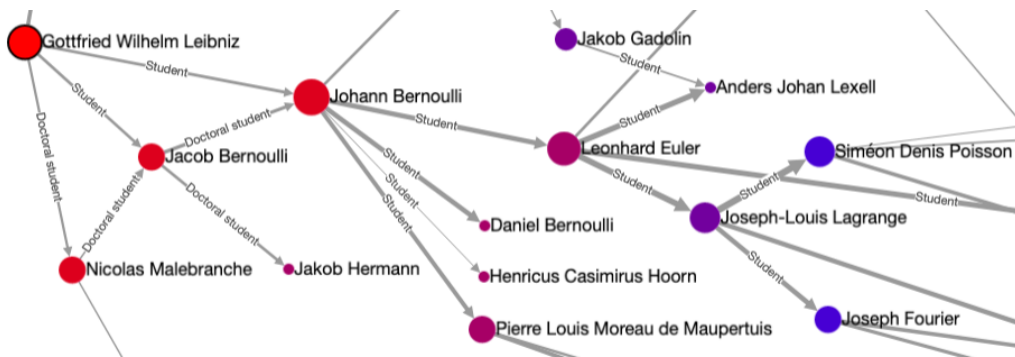 Gottfried Wilhelm Leibniz
Jakob Gadolin
Student
Student
Anders Johan Lexell
Student
Johann Bernoulli
Student
Doctoral student
Student
Doctoral student
Jacob Bernoulli
Leonhard Euler
Siméon Denis Poisson
Student
Student
Student
Student
Doctoral student
Doctoral student
Student
Student
Joseph-Louis Lagrange
Daniel Bernoulli
Nicolas Malebranche
Jakob Hermann
Henricus Casimirus Hoorn
Student
Pierre Louis Moreau de Maupertuis
Joseph Fourier